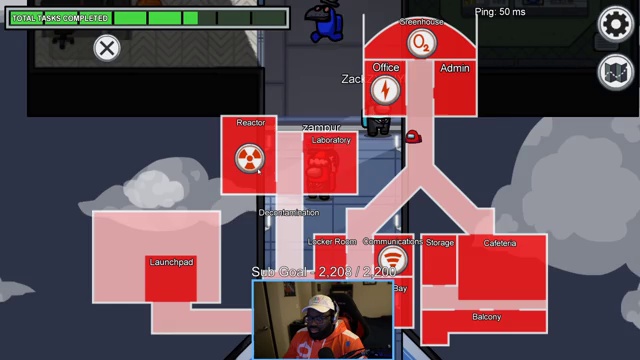 TOTAL TASKS COMPLETED
Ping: 50 ms
Greenhouse
O2
Office
Admin
Reactor
zampur
Laboratory
Decontamination
Locker Room
Communications
Storage
Cafeteria
Launchpad
Sub Goal - 2,208 / 2,200
Bay
Balcony